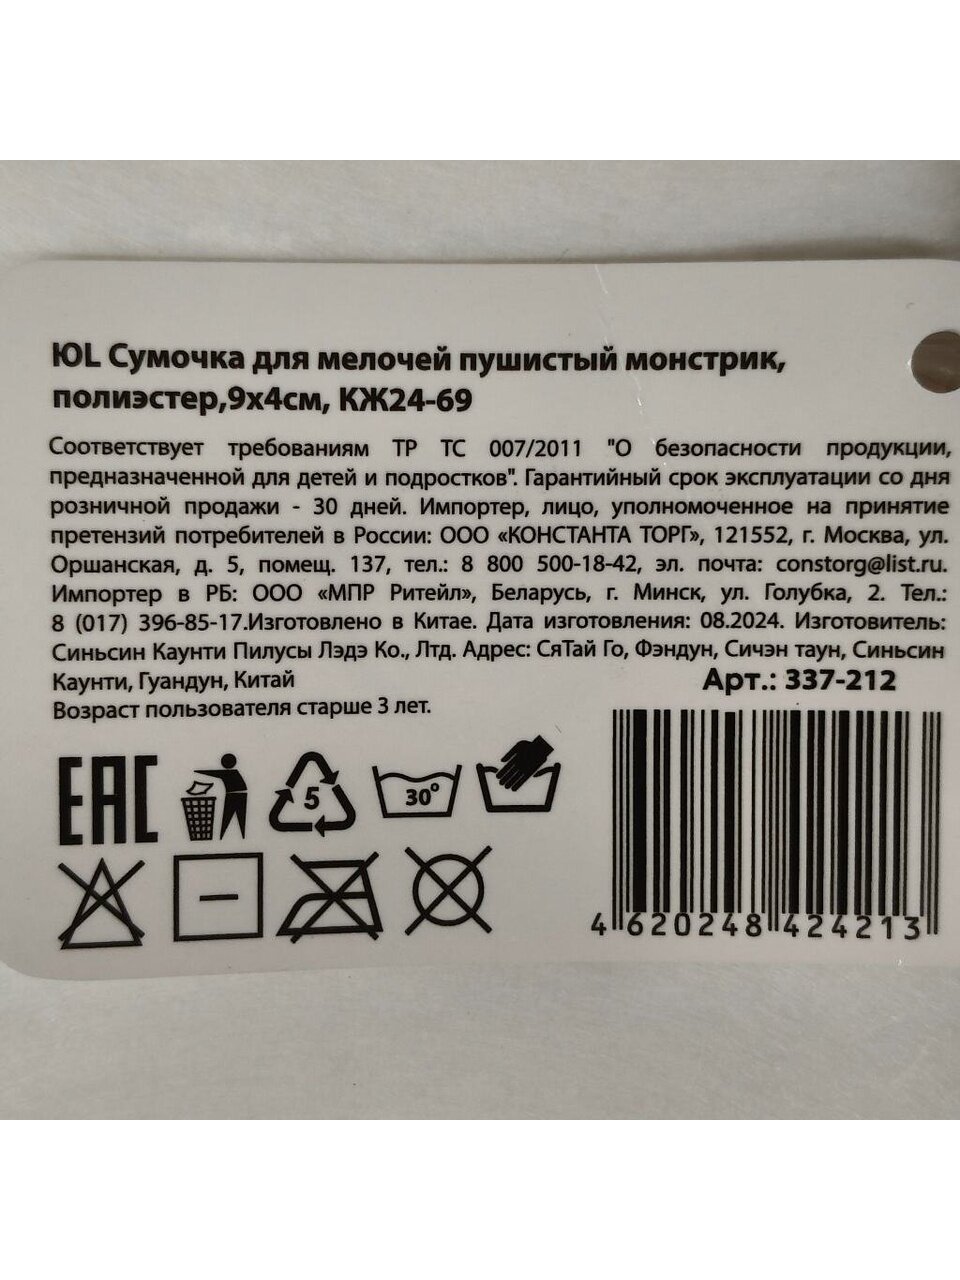 ЮL Сумочка для мелочей пушистый монстрик,
полиэстер,9х4см, КЖ24-69
Соответствует требованиям ТР ТС 007/2011 "О безопасности продукции,
предназначенной для детей и подростков". Гарантийный срок эксплуатации со дня
розничной продажи - 30 дней. Импортер, лицо, уполномоченное на принятие
претензий потребителей в России: ООО «КОНСТАНТА ТОРГ», 121552, г. Москва, ул.
Оршанская, д. 5, помещ. 137, тел.: 8 800 500-18-42, эл. почта: constorg@list.ru.
Импортер в РБ: ООО «МПР Ритейл», Беларусь, г. Минск, ул. Голубка, 2. Тел.:
8 (017) 396-85-17.Изготовлено в Китае. Дата изготовления: 08.2024. Изготовитель:
Синьсин Каунти Пилусы Лэдэ Ко., Лтд. Адрес: СяТай Го, Фэндун, Сичэн таун, Синьсин
Каунти, Гуандун, Китай
Арт.: 337-212
Возраст пользователя старше 3 лет.
EAC
5
30°
4 620248 424213